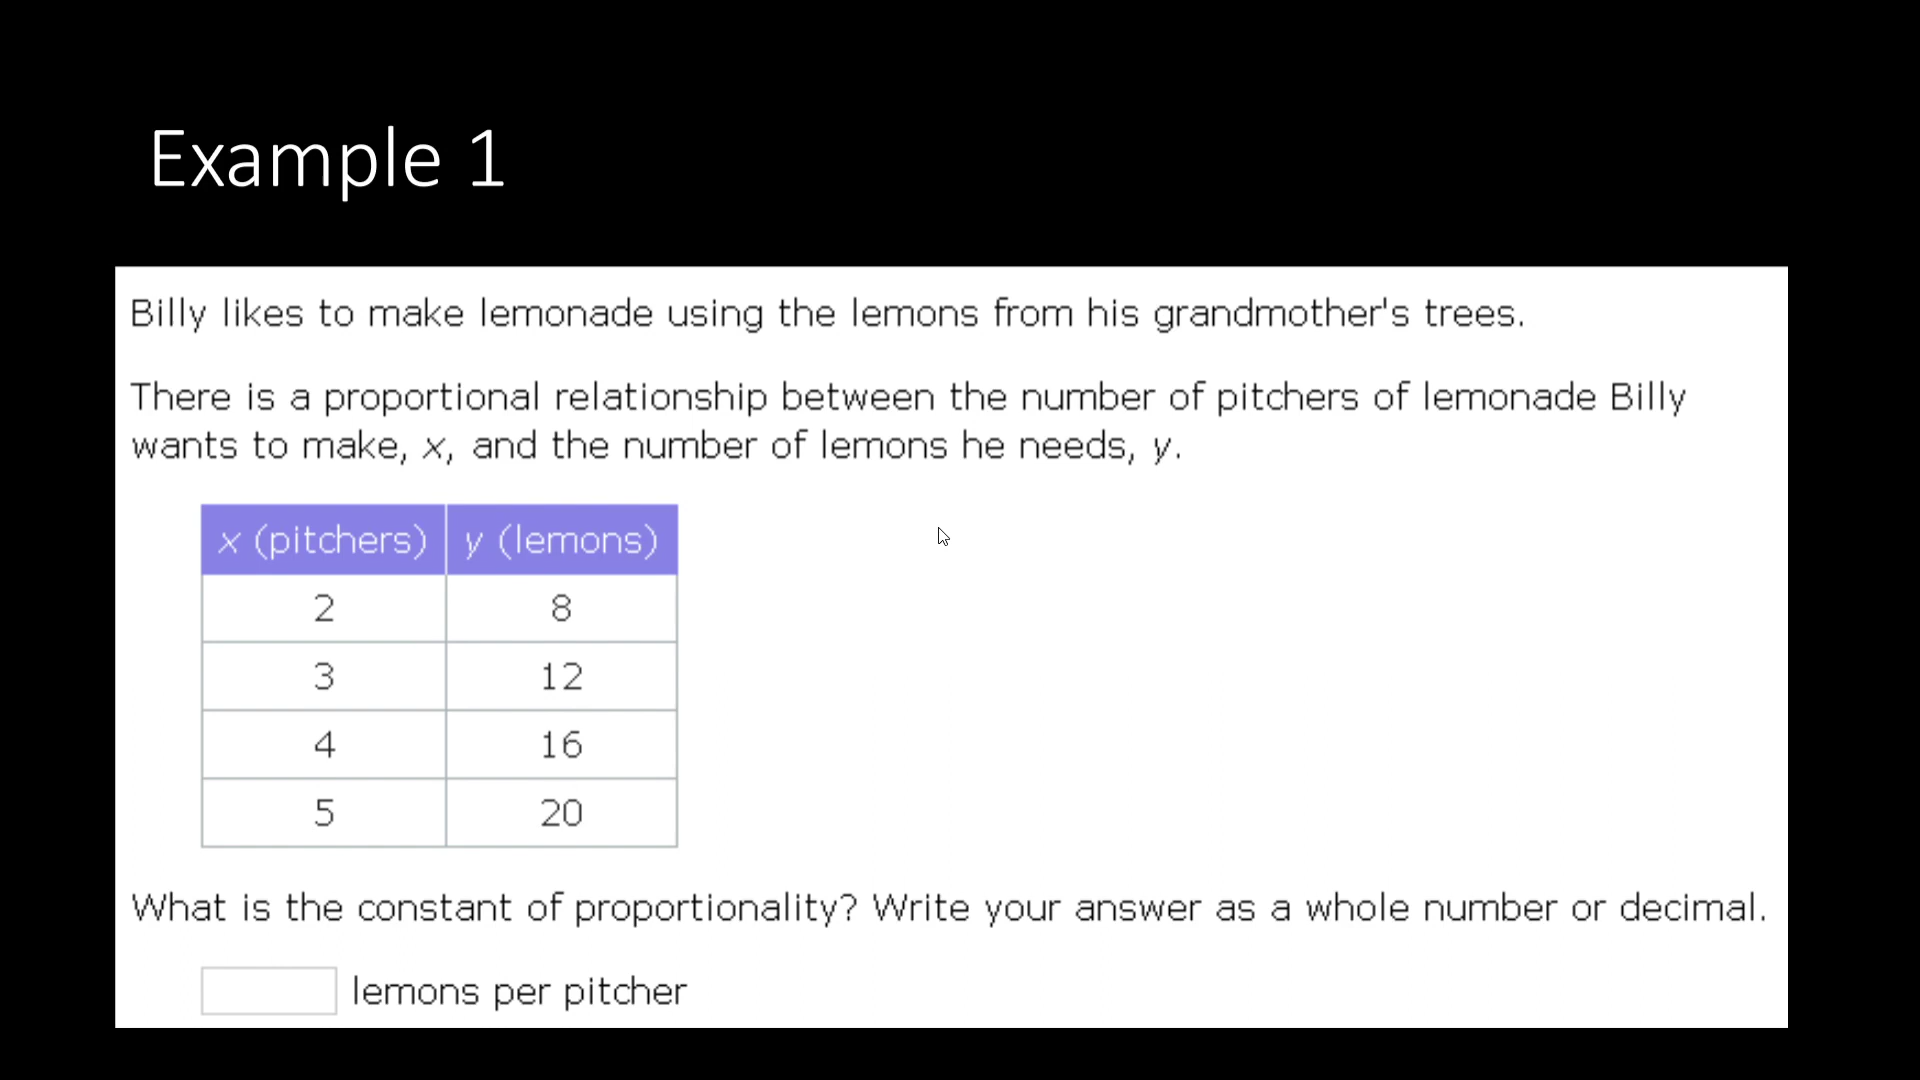 Example 1
Billy likes to make lemonade using the lemons from his grandmother's trees.
There is a proportional relationship between the number of pitchers of lemonade Billy
wants to make, x, and the number of lemons he needs, y.
x (pitchers) y (lemons)
2 8
3 12
4 16
5 20
What is the constant of proportionality? Write your answer as a whole number or decimal.
lemons per pitcher